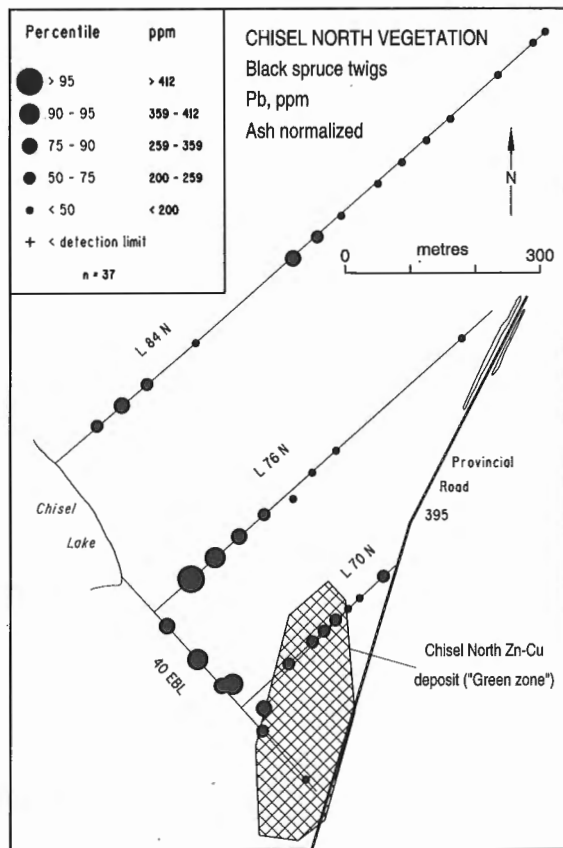 Percentile ppm
> 95 > 412
90 - 95 359 - 412
75 - 90 259 - 359
50 - 75 200 - 259
< 50 < 200
+ < detection limit
n = 37
CHISEL NORTH VEGETATION
Black spruce twigs
Pb, ppm
Ash normalized
N
0 metres 300
L 84 N
L 76 N
Provincial
Road
395
Chisel
Lake
L 70 N
40 EBL
Chisel North Zn-Cu
deposit ("Green zone")